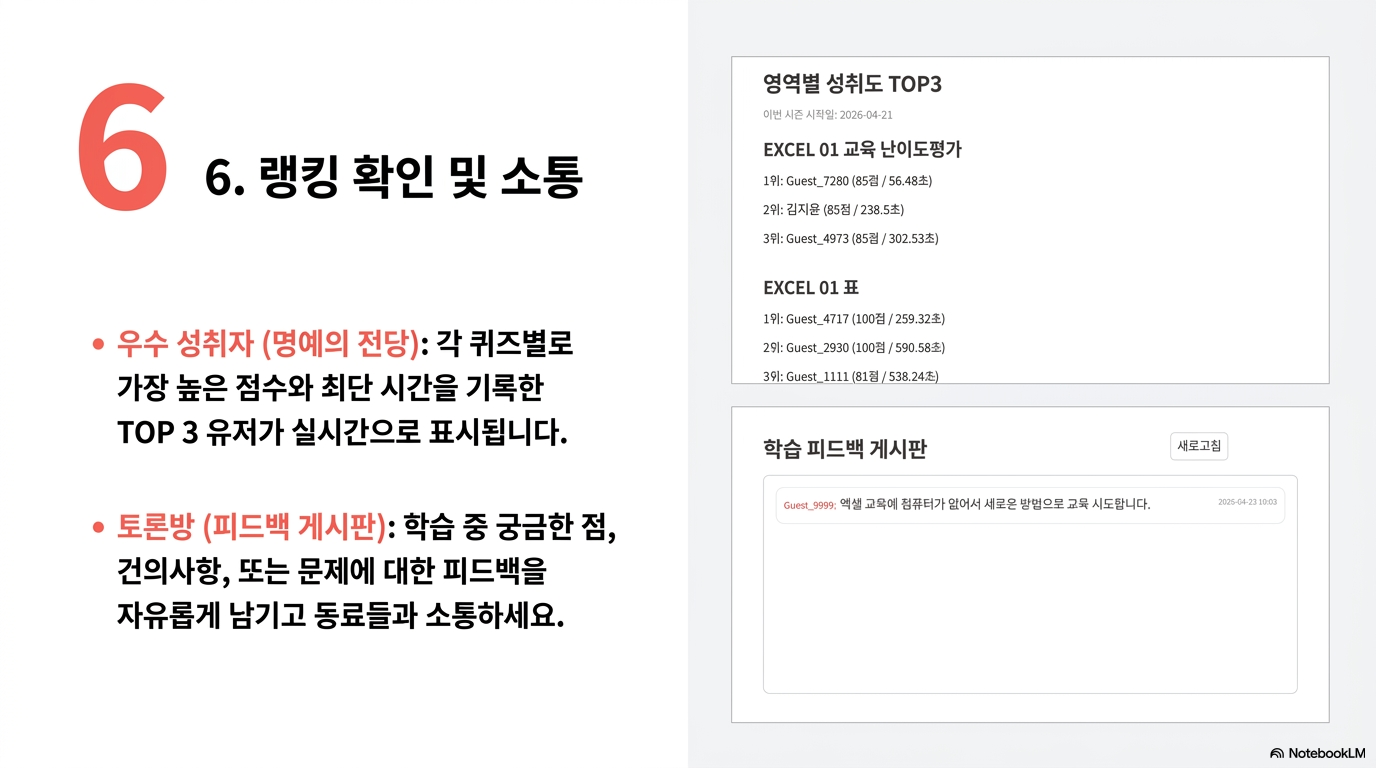 6
6. 랭킹 확인 및 소통
• 우수 성취자 (명예의 전당): 각 퀴즈별로
가장 높은 점수와 최단 시간을 기록한
TOP 3 유저가 실시간으로 표시됩니다.
• 토론방 (피드백 게시판): 학습 중 궁금한 점,
건의사항, 또는 문제에 대한 피드백을
자유롭게 남기고 동료들과 소통하세요.
영역별 성취도 TOP3
이번 시즌 시작일: 2026-04-21
EXCEL 01 교육 난이도평가
1위: Guest_7280 (85점 / 56.48초)
2위: 김지윤 (85점 / 238.5초)
3위: Guest_4973 (85점 / 302.53초)
EXCEL 01 표
1위: Guest_4717 (100점 / 259.32초)
2위: Guest_2930 (100점 / 590.58초)
3위: Guest_1111 (81점 / 538.24초)
학습 피드백 게시판
새로고침
Guest_9999: 엑셀 교육에 컴퓨터가 없어서 새로운 방법으로 교육 시도합니다.
2025-04-23 10:03
NotebookLM